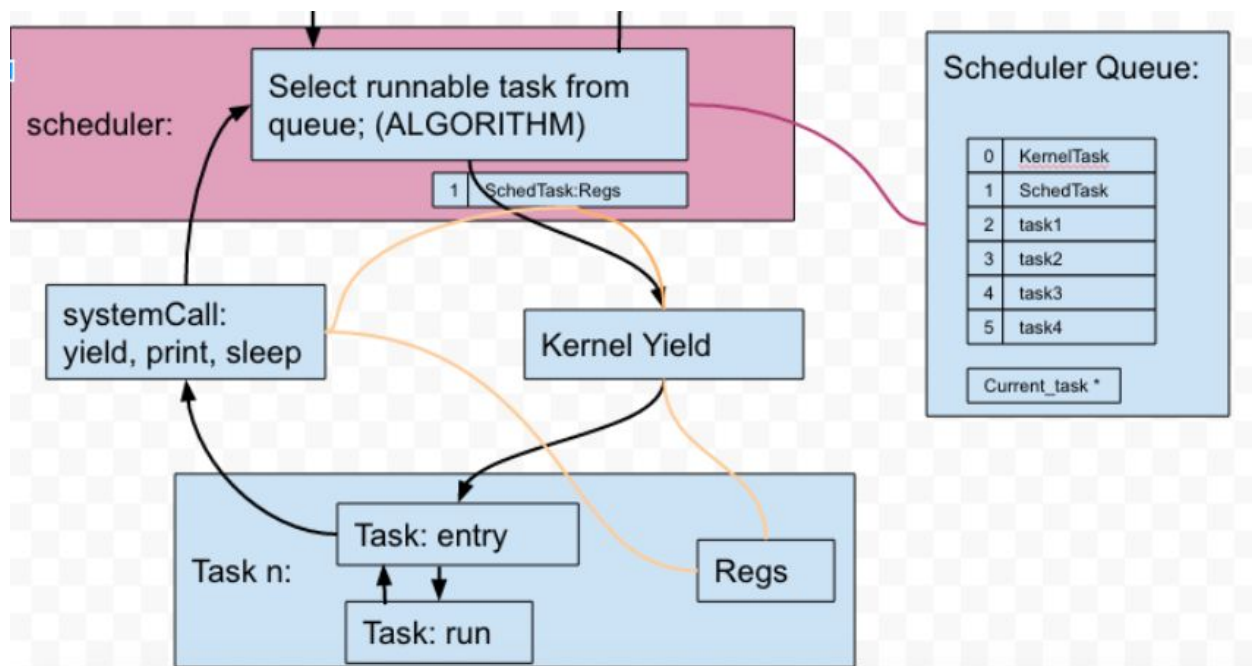 scheduler:
Select runnable task from
queue; (ALGORITHM)
1 SchedTask:Regs
Scheduler Queue:
0 KernelTask
1 SchedTask
2 task1
3 task2
4 task3
5 task4
Current_task *
systemCall:
yield, print, sleep
Kernel Yield
Task n:
Task: entry
Task: run
Regs